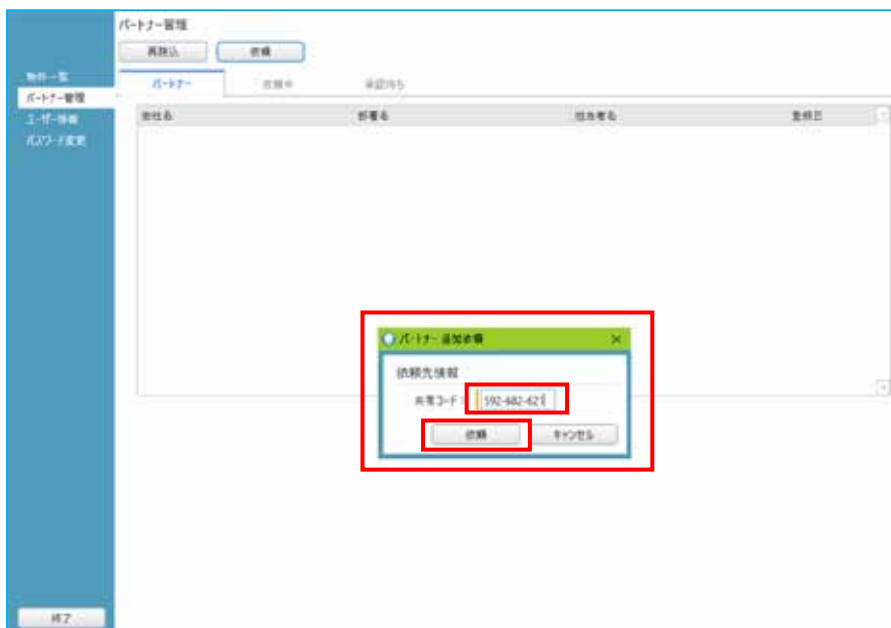 パートナー管理
再読込 依頼
物件一覧
パートナー管理
ユーザー情報
パスワード変更
パートナー 依頼中 承認待ち
会社名 部署名 担当者名 登録日
パートナー追加依頼
依頼先情報
共有コード: 592-682-621
依頼 キャンセル
終了